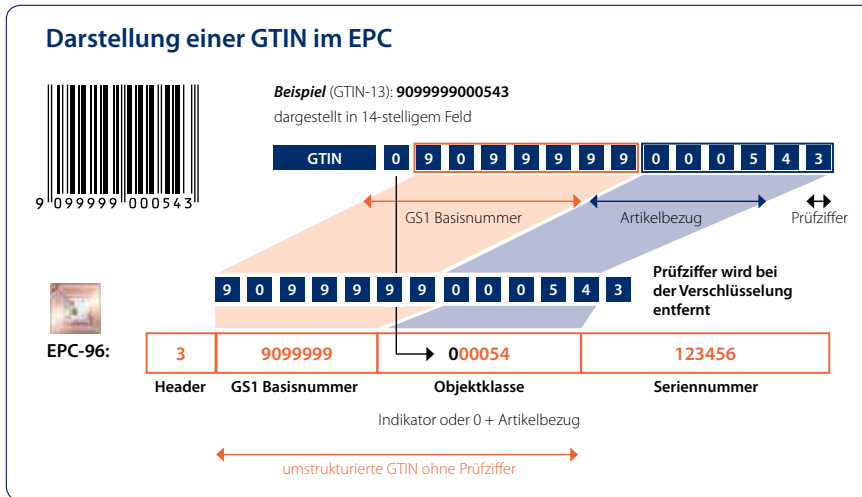 Darstellung einer GTIN im EPC
Beispiel (GTIN-13): 9099999000543
dargestellt in 14-stelligem Feld
GTIN 0 9 0 9 9 9 9 9 0 0 0 5 4 3
9 099999 000543
GS1 Basisnummer Artikelbezug Prüfziffer
9 0 9 9 9 9 9 0 0 0 5 4 3
Prüfziffer wird bei
der Verschlüsselung
entfernt
EPC-96: 3 9099999 000054 123456
Header GS1 Basisnummer Objektklasse Seriennummer
Indikator oder 0 + Artikelbezug
umstrukturierte GTIN ohne Prüfziffer